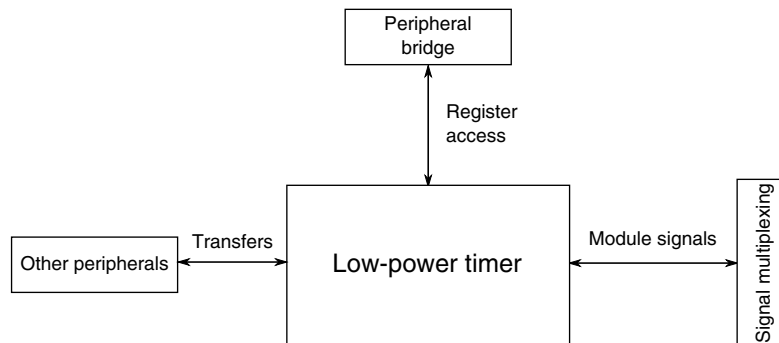 Peripheral
bridge
Register
access
Other peripherals
Transfers
Low-power timer
Module signals
Signal multiplexing